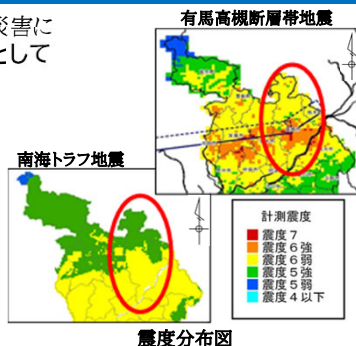 災害に
として
有馬高槻断層帯地震
南海トラフ地震
計測震度
震度7
震度6強
震度6弱
震度5強
震度5弱
震度4以下
震度分布図